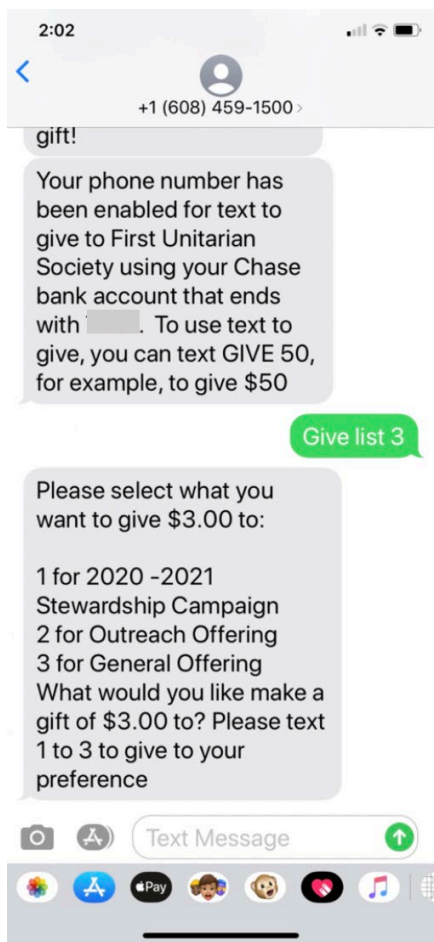 2:02
+1 (608) 459-1500
gift!
Your phone number has
been enabled for text to
give to First Unitarian
Society using your Chase
bank account that ends
with . To use text to
give, you can text GIVE 50,
for example, to give $50
Give list 3
Please select what you
want to give $3.00 to:
1 for 2020 -2021
Stewardship Campaign
2 for Outreach Offering
3 for General Offering
What would you like make a
gift of $3.00 to? Please text
1 to 3 to give to your
preference
Text Message
Pay